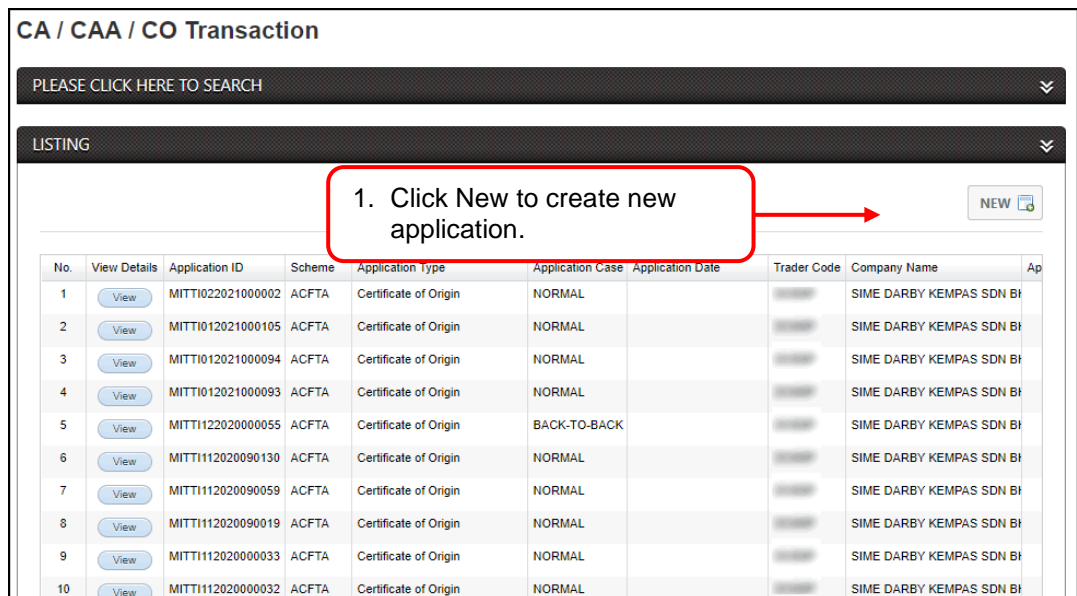 CA / CAA / CO Transaction
PLEASE CLICK HERE TO SEARCH
LISTING
1. Click New to create new
application.
NEW
No. View Details Application ID Scheme Application Type Application Case Application Date Trader Code Company Name Ap
1 View MITTI022021000002 ACFTA Certificate of Origin NORMAL SIME DARBY KEMPAS SDN BH
2 View MITTI012021000105 ACFTA Certificate of Origin NORMAL SIME DARBY KEMPAS SDN BH
3 View MITTI012021000094 ACFTA Certificate of Origin NORMAL SIME DARBY KEMPAS SDN BH
4 View MITTI012021000093 ACFTA Certificate of Origin NORMAL SIME DARBY KEMPAS SDN BH
5 View MITTI122020000055 ACFTA Certificate of Origin BACK-TO-BACK SIME DARBY KEMPAS SDN BH
6 View MITTI112020090130 ACFTA Certificate of Origin NORMAL SIME DARBY KEMPAS SDN BH
7 View MITTI112020090059 ACFTA Certificate of Origin NORMAL SIME DARBY KEMPAS SDN BH
8 View MITTI112020090019 ACFTA Certificate of Origin NORMAL SIME DARBY KEMPAS SDN BH
9 View MITTI112020000033 ACFTA Certificate of Origin NORMAL SIME DARBY KEMPAS SDN BH
10 View MITTI112020000032 ACFTA Certificate of Origin NORMAL SIME DARBY KEMPAS SDN BH